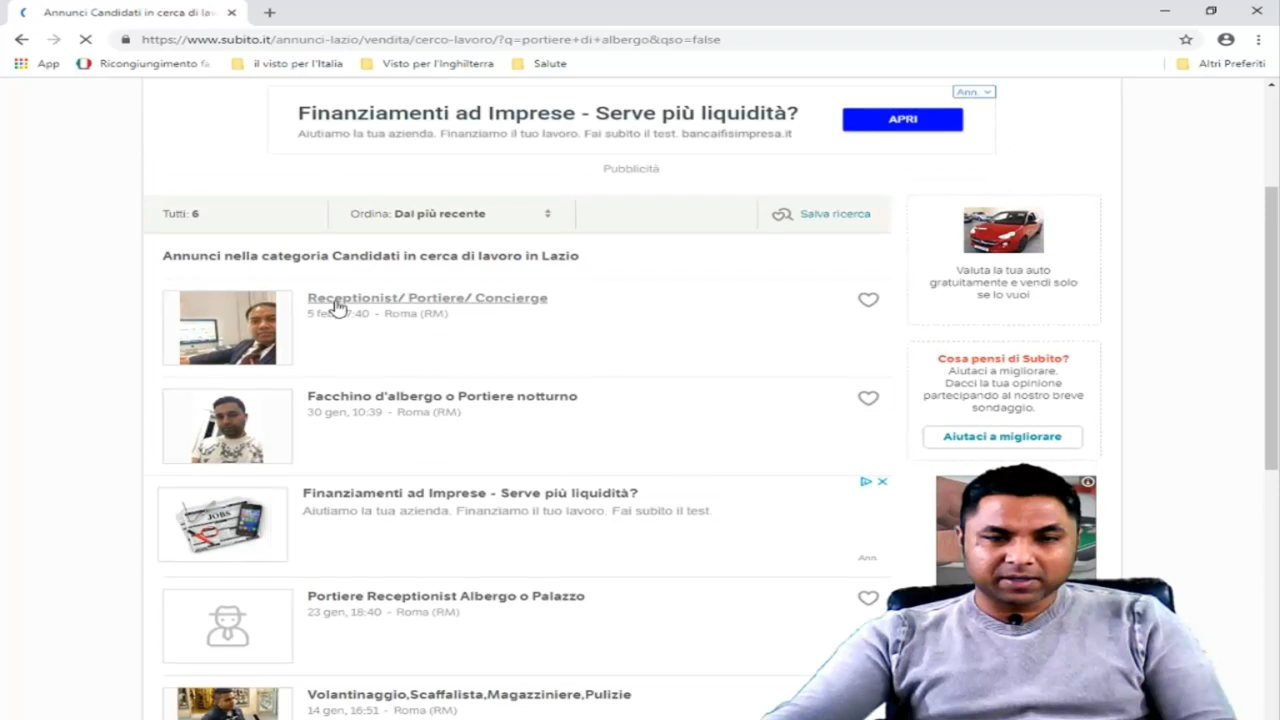 Annunci Candidati in cerca di lav
https://www.subito.it/annunci-lazio/vendita/cerco-lavoro/?q=portiere+di+albergo&qso=false
App
Ricongiungimento fa
il visto per l'Italia
Visto per l'Inghilterra
Salute
Altri Preferiti
Ann.
Finanziamenti ad Imprese - Serve più liquidità?
Aiutiamo la tua azienda. Finanziamo il tuo lavoro. Fai subito il test. bancaifisimpresa.it
APRI
Pubblicità
Tutti: 6
Ordina: Dal più recente
Salva ricerca
Annunci nella categoria Candidati in cerca di lavoro in Lazio
Receptionist/ Portiere/ Concierge
5 fe 7:40 - Roma (RM)
Facchino d'albergo o Portiere notturno
30 gen, 10:39 - Roma (RM)
JOBS
Finanziamenti ad Imprese - Serve più liquidità?
Aiutiamo la tua azienda. Finanziamo il tuo lavoro. Fai subito il test.
Ann.
Portiere Receptionist Albergo o Palazzo
23 gen, 18:40 - Roma (RM)
Volantinaggio,Scaffalista,Magazziniere,Pulizie
14 gen, 16:51 - Roma (RM)
Valuta la tua auto
gratuitamente e vendi solo
se lo vuoi
Cosa pensi di Subito?
Aiutaci a migliorare.
Dacci la tua opinione
partecipando al nostro breve
sondaggio.
Aiutaci a migliorare